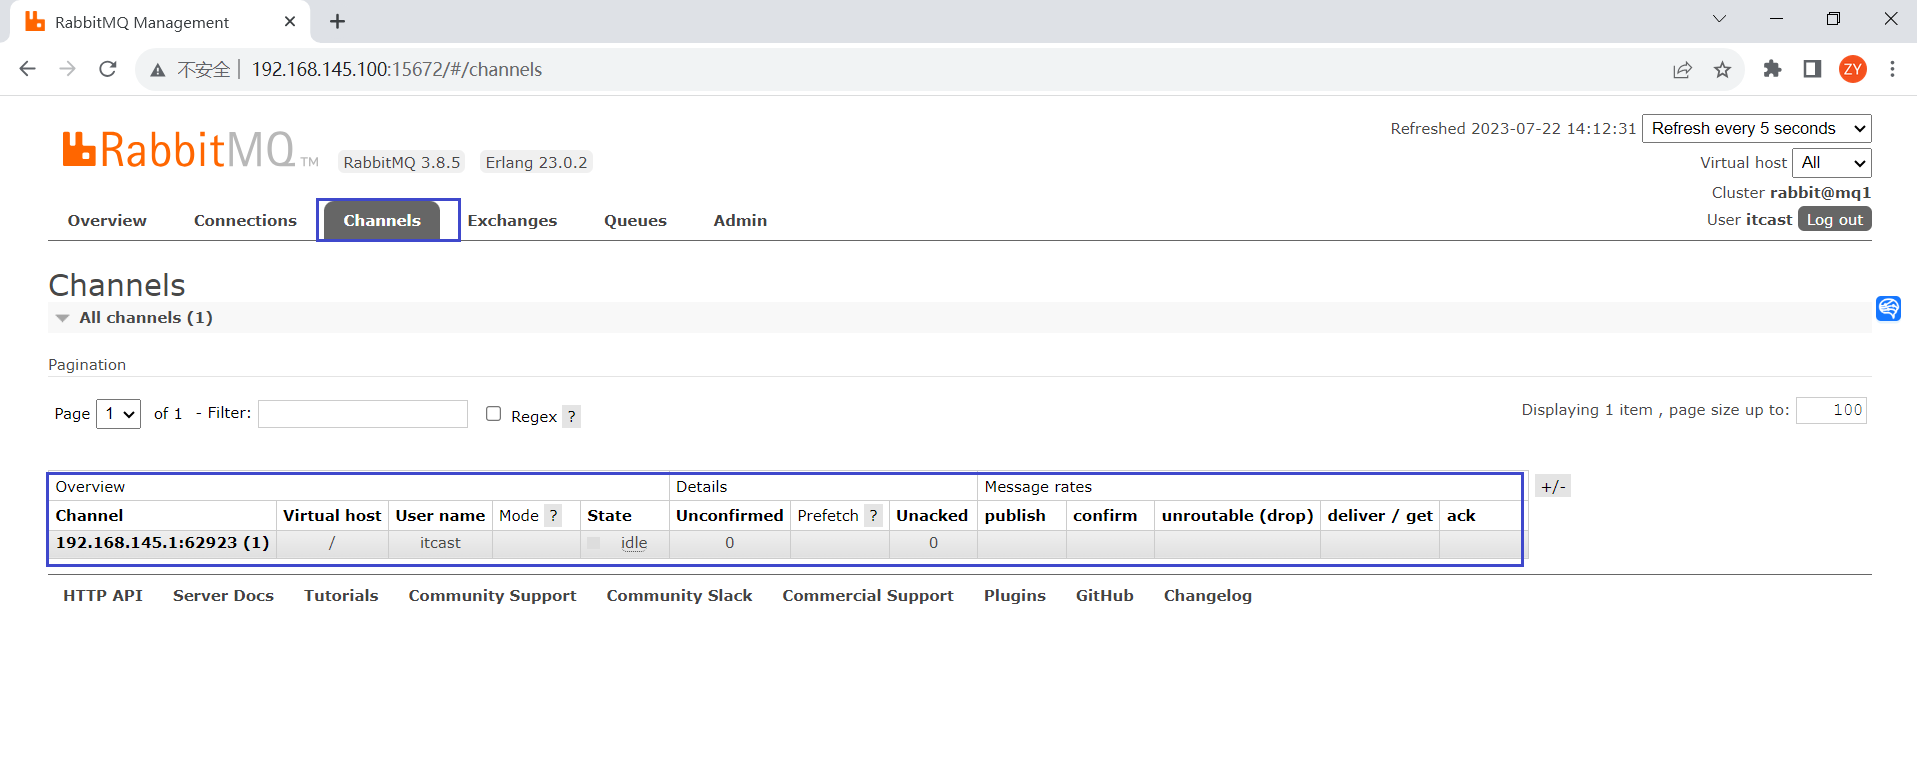 RabbitMQ Management
不安全 | 192.168.145.100:15672/#/channels
ZY
RabbitMQ TM
RabbitMQ 3.8.5 Erlang 23.0.2
Refreshed 2023-07-22 14:12:31 Refresh every 5 seconds
Virtual host All
Cluster rabbit@mq1
User itcast Log out
Overview Connections Channels Exchanges Queues Admin
Channels
All channels (1)
Pagination
Page 1 of 1 - Filter: Regex ?
Displaying 1 item , page size up to: 100
Overview Details Message rates +/-
Channel Virtual host User name Mode ? State Unconfirmed Prefetch ? Unacked publish confirm unroutable (drop) deliver / get ack
192.168.145.1:62923 (1) / itcast idle 0 0
HTTP API Server Docs Tutorials Community Support Community Slack Commercial Support Plugins GitHub Changelog